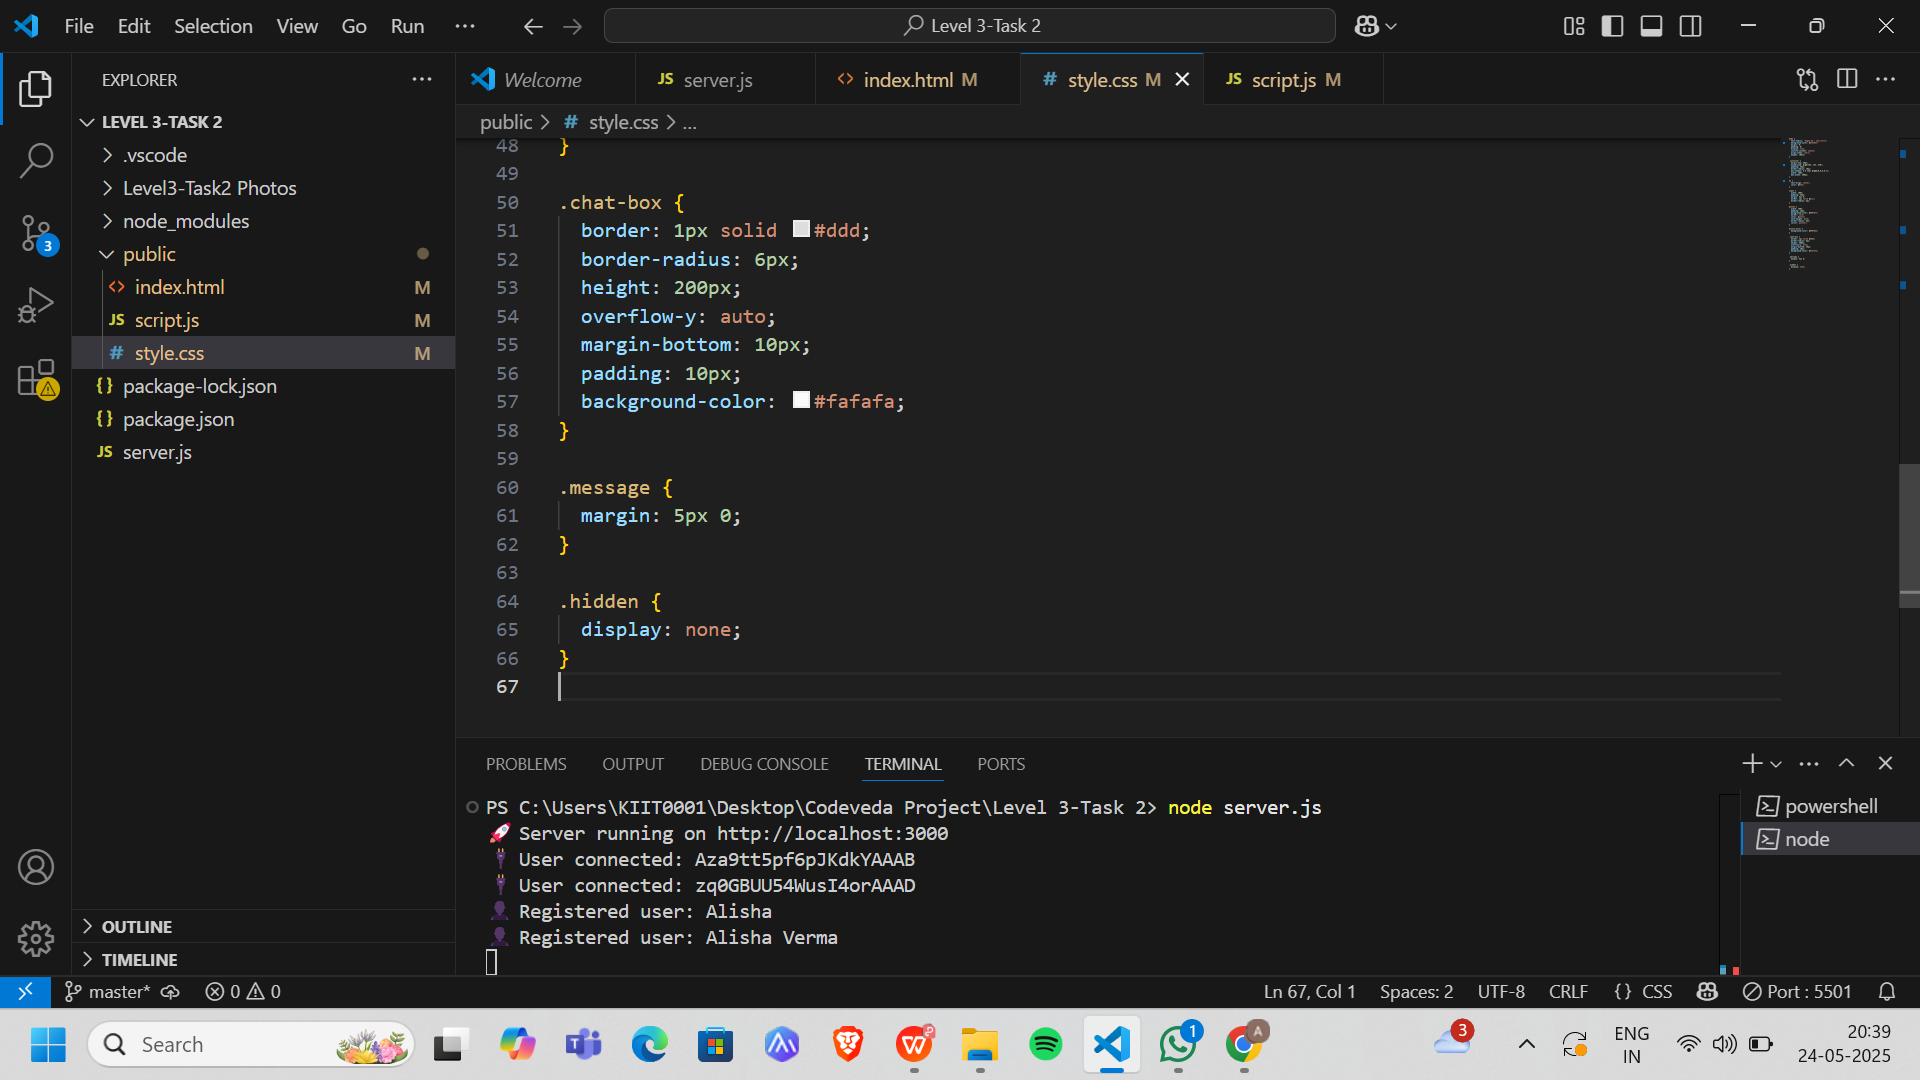 File Edit Selection View Go Run ··· Level 3-Task 2
EXPLORER ···
LEVEL 3-TASK 2
.vscode
Level3-Task2 Photos
node_modules
public
index.html M
script.js M
style.css M
package-lock.json
package.json
server.js
OUTLINE
TIMELINE
3
Welcome server.js index.html M style.css M script.js M
public > # style.css > ...
48 }
49
50 .chat-box {
51 border: 1px solid #ddd;
52 border-radius: 6px;
53 height: 200px;
54 overflow-y: auto;
55 margin-bottom: 10px;
56 padding: 10px;
57 background-color: #fafafa;
58 }
59
60 .message {
61 margin: 5px 0;
62 }
63
64 .hidden {
65 display: none;
66 }
67
PROBLEMS OUTPUT DEBUG CONSOLE TERMINAL PORTS
PS C:\Users\KIIT0001\Desktop\Codeveda Project\Level 3-Task 2> node server.js
🚀 Server running on http://localhost:3000
🔌 User connected: Aza9tt5pf6pJKdkYAAAB
🔌 User connected: zq0GBUU54WusI4orAAAD
👤 Registered user: Alisha
👤 Registered user: Alisha Verma
powershell
node
master* 0 0 Ln 67, Col 1 Spaces: 2 UTF-8 CRLF {} CSS Port : 5501
Search 1 A 3 ENG IN 20:39
24-05-2025